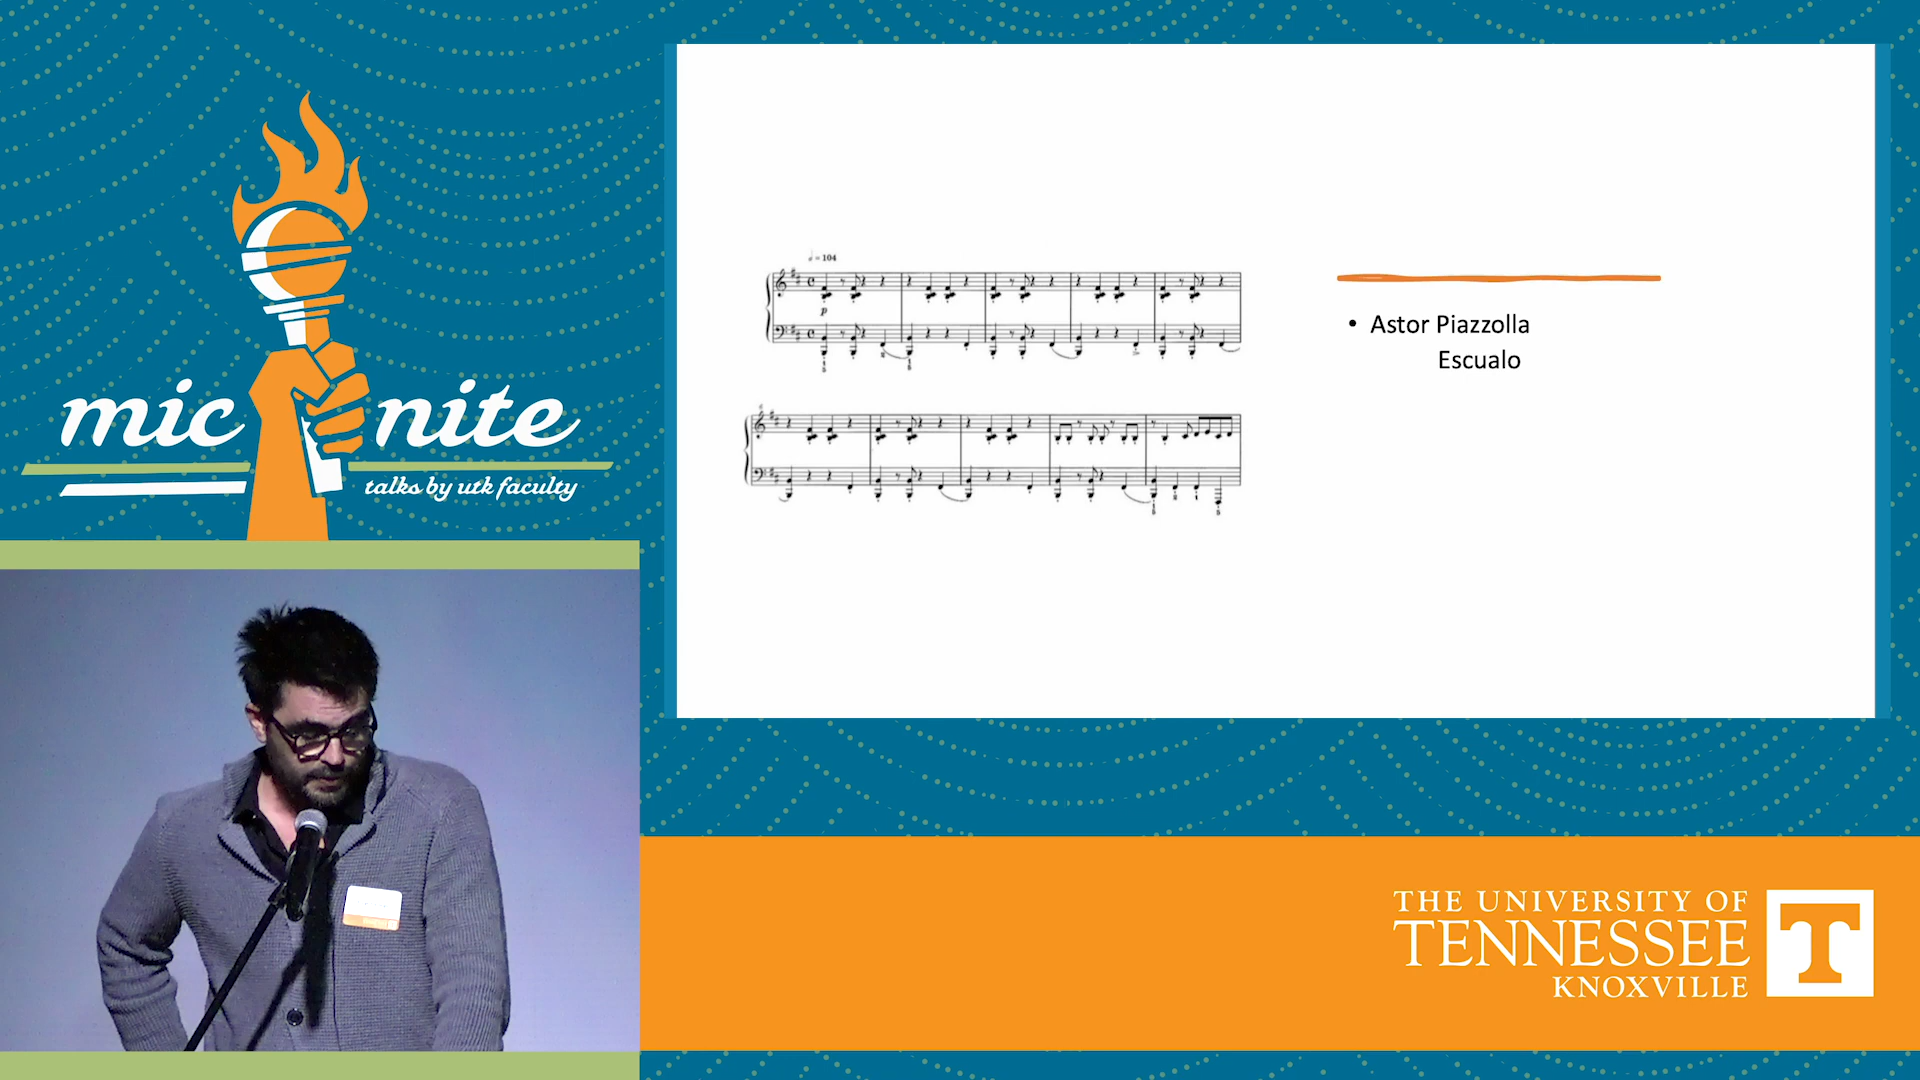 mic nite
talks by utk faculty
♩ = 104
p
• Astor Piazzolla
Escualo
THE UNIVERSITY OF
TENNESSEE
KNOXVILLE
T